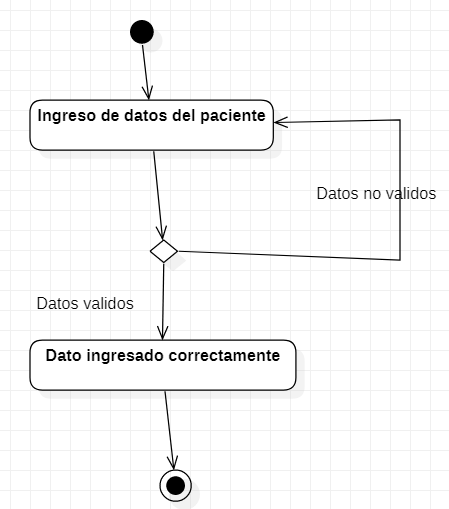 Ingreso de datos del paciente
Datos no validos
Datos validos
Dato ingresado correctamente